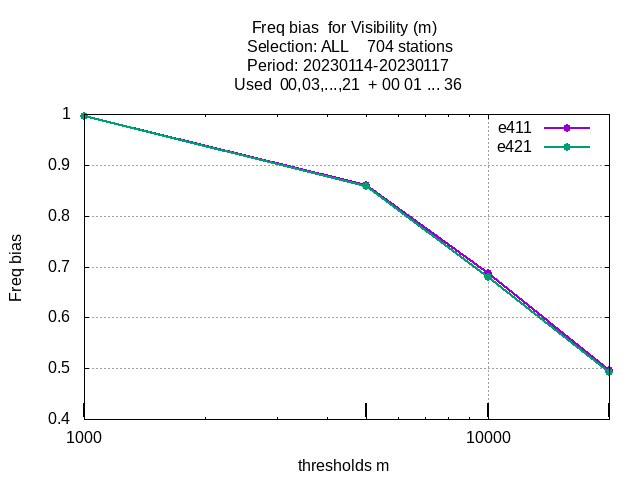 Freq bias  for Visibility (m)
Selection: ALL    704 stations
Period: 20230114-20230117
Used  00,03,...,21  + 00 01 ... 36
e411
e421
1
0.9
0.8
0.7
0.6
0.5
0.4
Freq bias
1000
10000
thresholds m